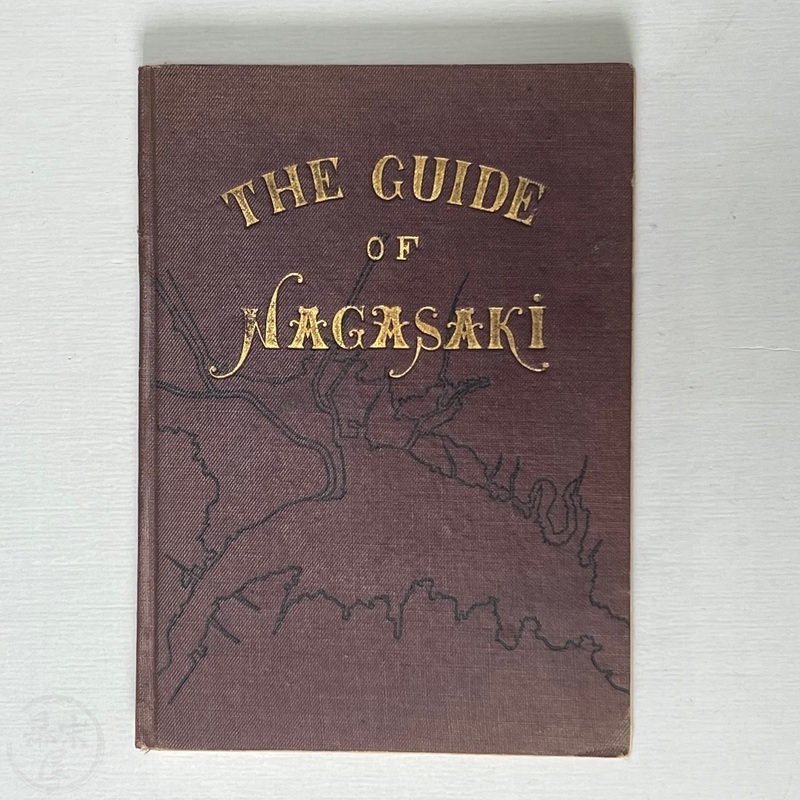 THE GUIDE
OF
NAGASAKI